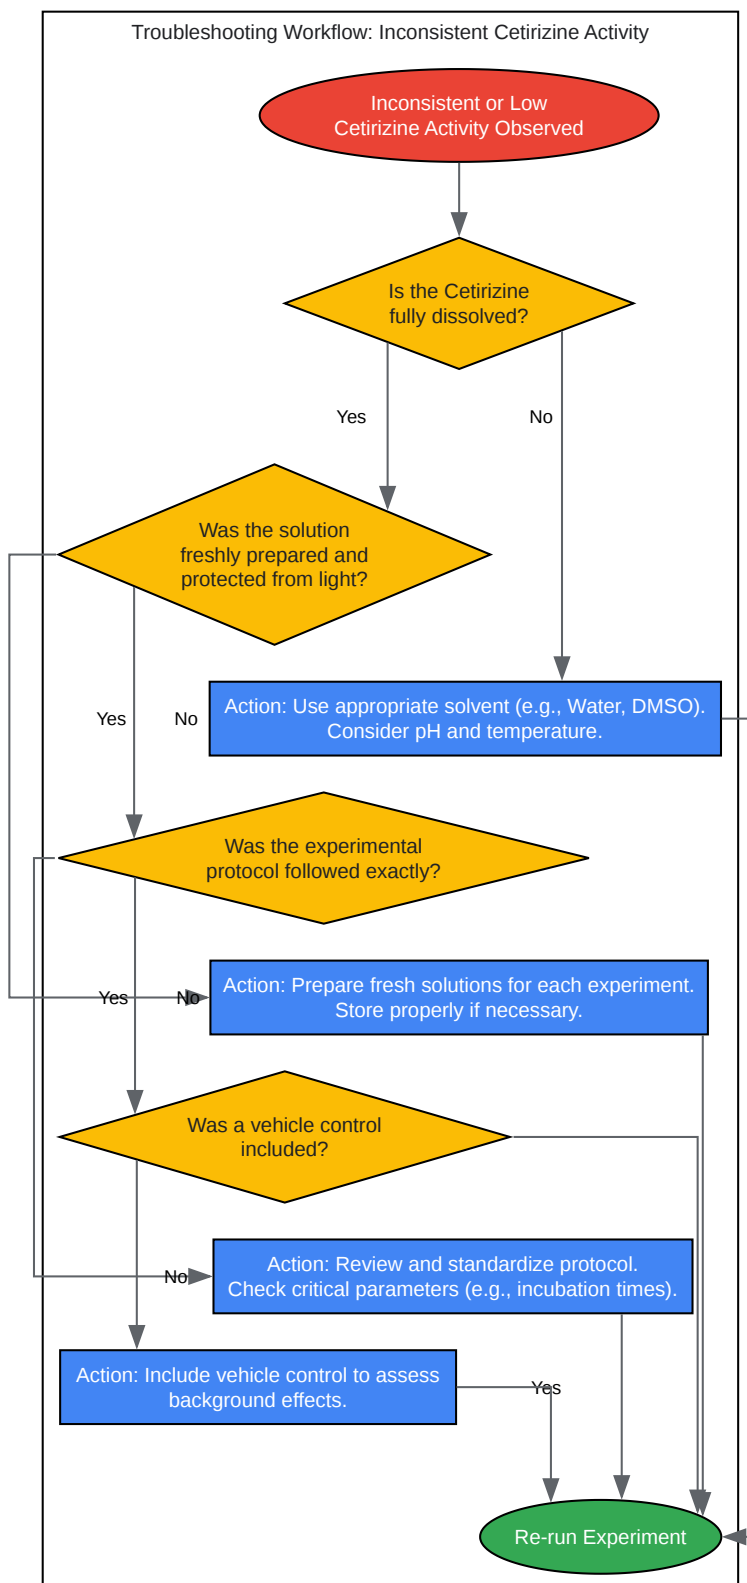 Troubleshooting Workflow: Inconsistent Cetirizine Activity
Inconsistent or Low
Cetirizine Activity Observed
Is the Cetirizine
fully dissolved?
Yes
No
Was the solution
freshly prepared and
protected from light?
Action: Use appropriate solvent (e.g., Water, DMSO).
Consider pH and temperature.
Yes
No
Was the experimental
protocol followed exactly?
Action: Prepare fresh solutions for each experiment.
Store properly if necessary.
Yes
No
Was a vehicle control
included?
Action: Review and standardize protocol.
Check critical parameters (e.g., incubation times).
No
Action: Include vehicle control to assess
background effects.
Yes
Re-run Experiment